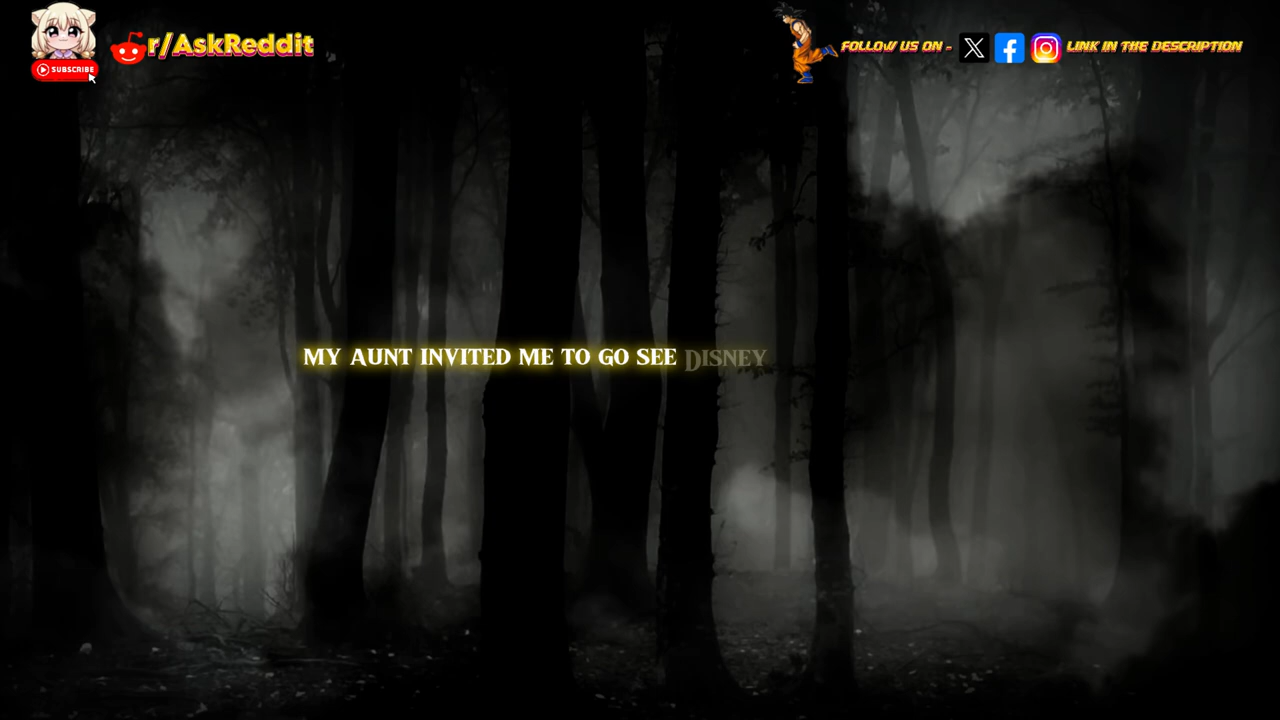 r/AskReddit
SUBSCRIBE
FOLLOW US ON -
LINK IN THE DESCRIPTION
MY AUNT INVITED ME TO GO SEE DISNEY